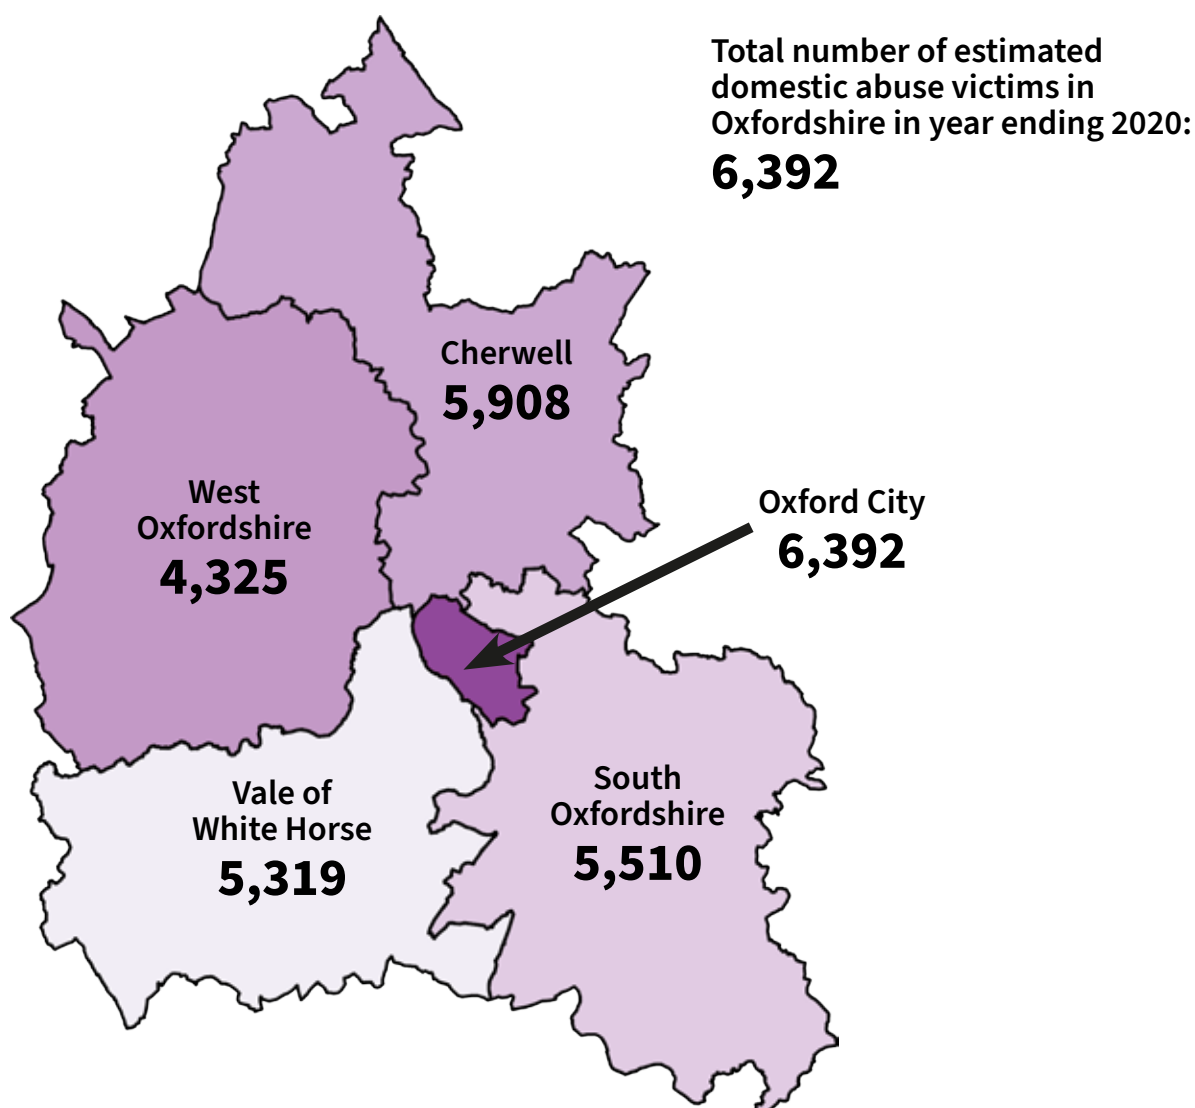 Total number of estimated
domestic abuse victims in
Oxfordshire in year ending 2020:
6,392
Cherwell
5,908
West
Oxfordshire
4,325
Oxford City
6,392
Vale of
White Horse
5,319
South
Oxfordshire
5,510